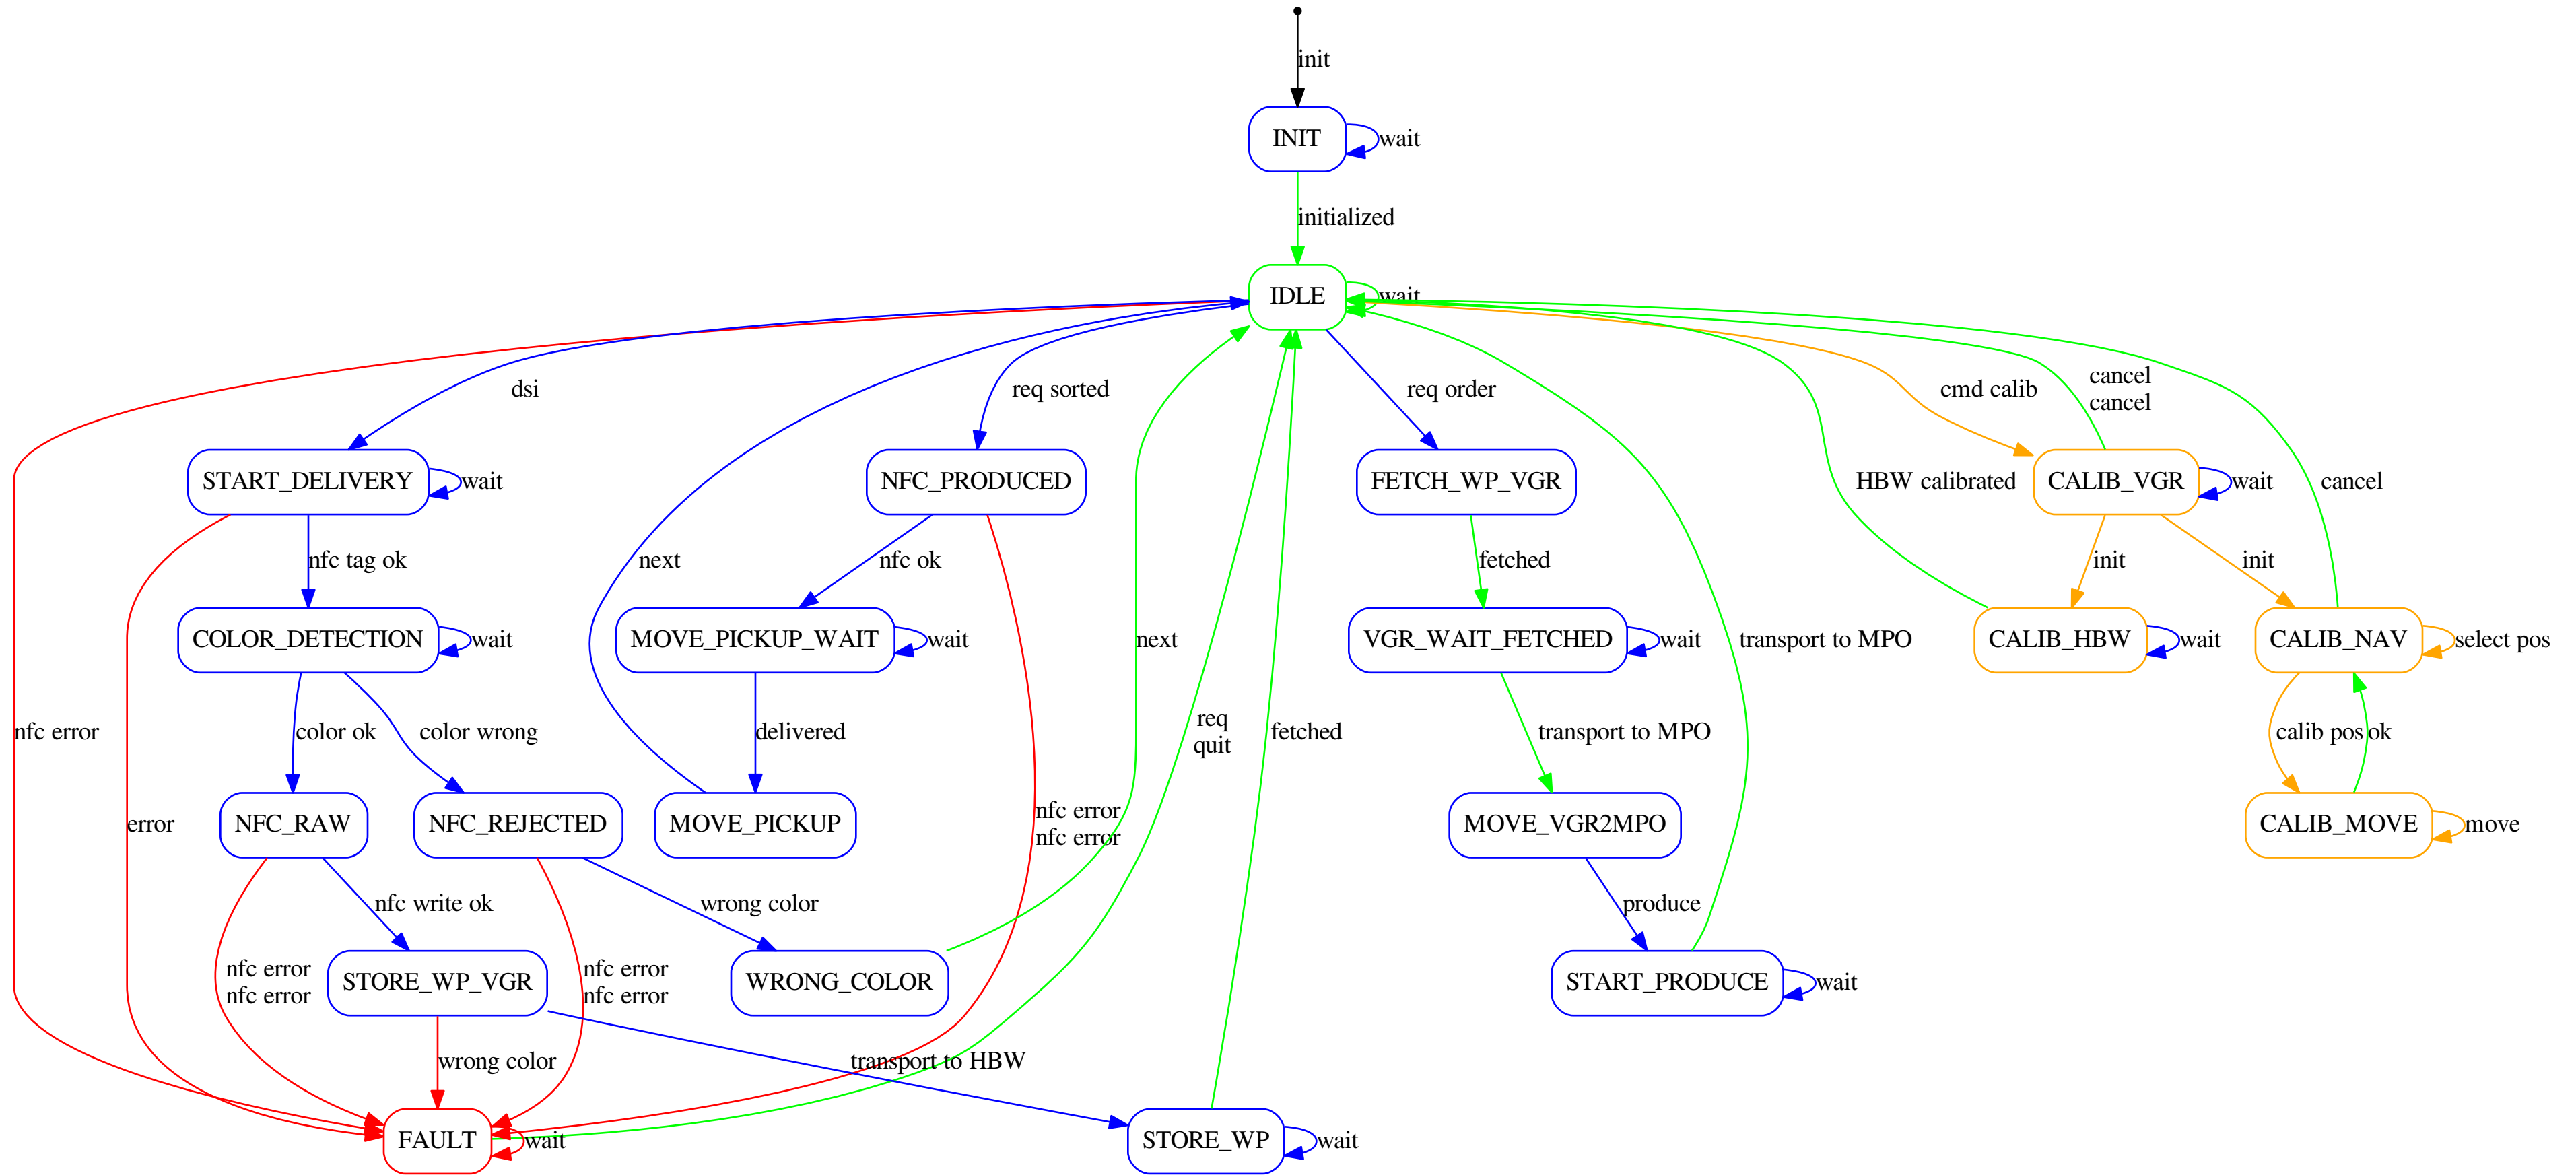 init
INIT
wait
initialized
IDLE
wait
dsi
req sorted
req order
cmd calib
cancel
cancel
START_DELIVERY
wait
NFC_PRODUCED
FETCH_WP_VGR
HBW calibrated
CALIB_VGR
wait
cancel
nfc tag ok
next
nfc ok
fetched
init
init
COLOR_DETECTION
wait
MOVE_PICKUP_WAIT
wait
next
VGR_WAIT_FETCHED
wait
transport to MPO
CALIB_HBW
wait
CALIB_NAV
select pos
nfc error
color ok
color wrong
delivered
req
quit
fetched
transport to MPO
calib pos
ok
error
NFC_RAW
NFC_REJECTED
MOVE_PICKUP
nfc error
nfc error
MOVE_VGR2MPO
CALIB_MOVE
move
nfc write ok
wrong color
produce
nfc error
nfc error
STORE_WP_VGR
nfc error
nfc error
WRONG_COLOR
START_PRODUCE
wait
wrong color
transport to HBW
FAULT
wait
STORE_WP
wait